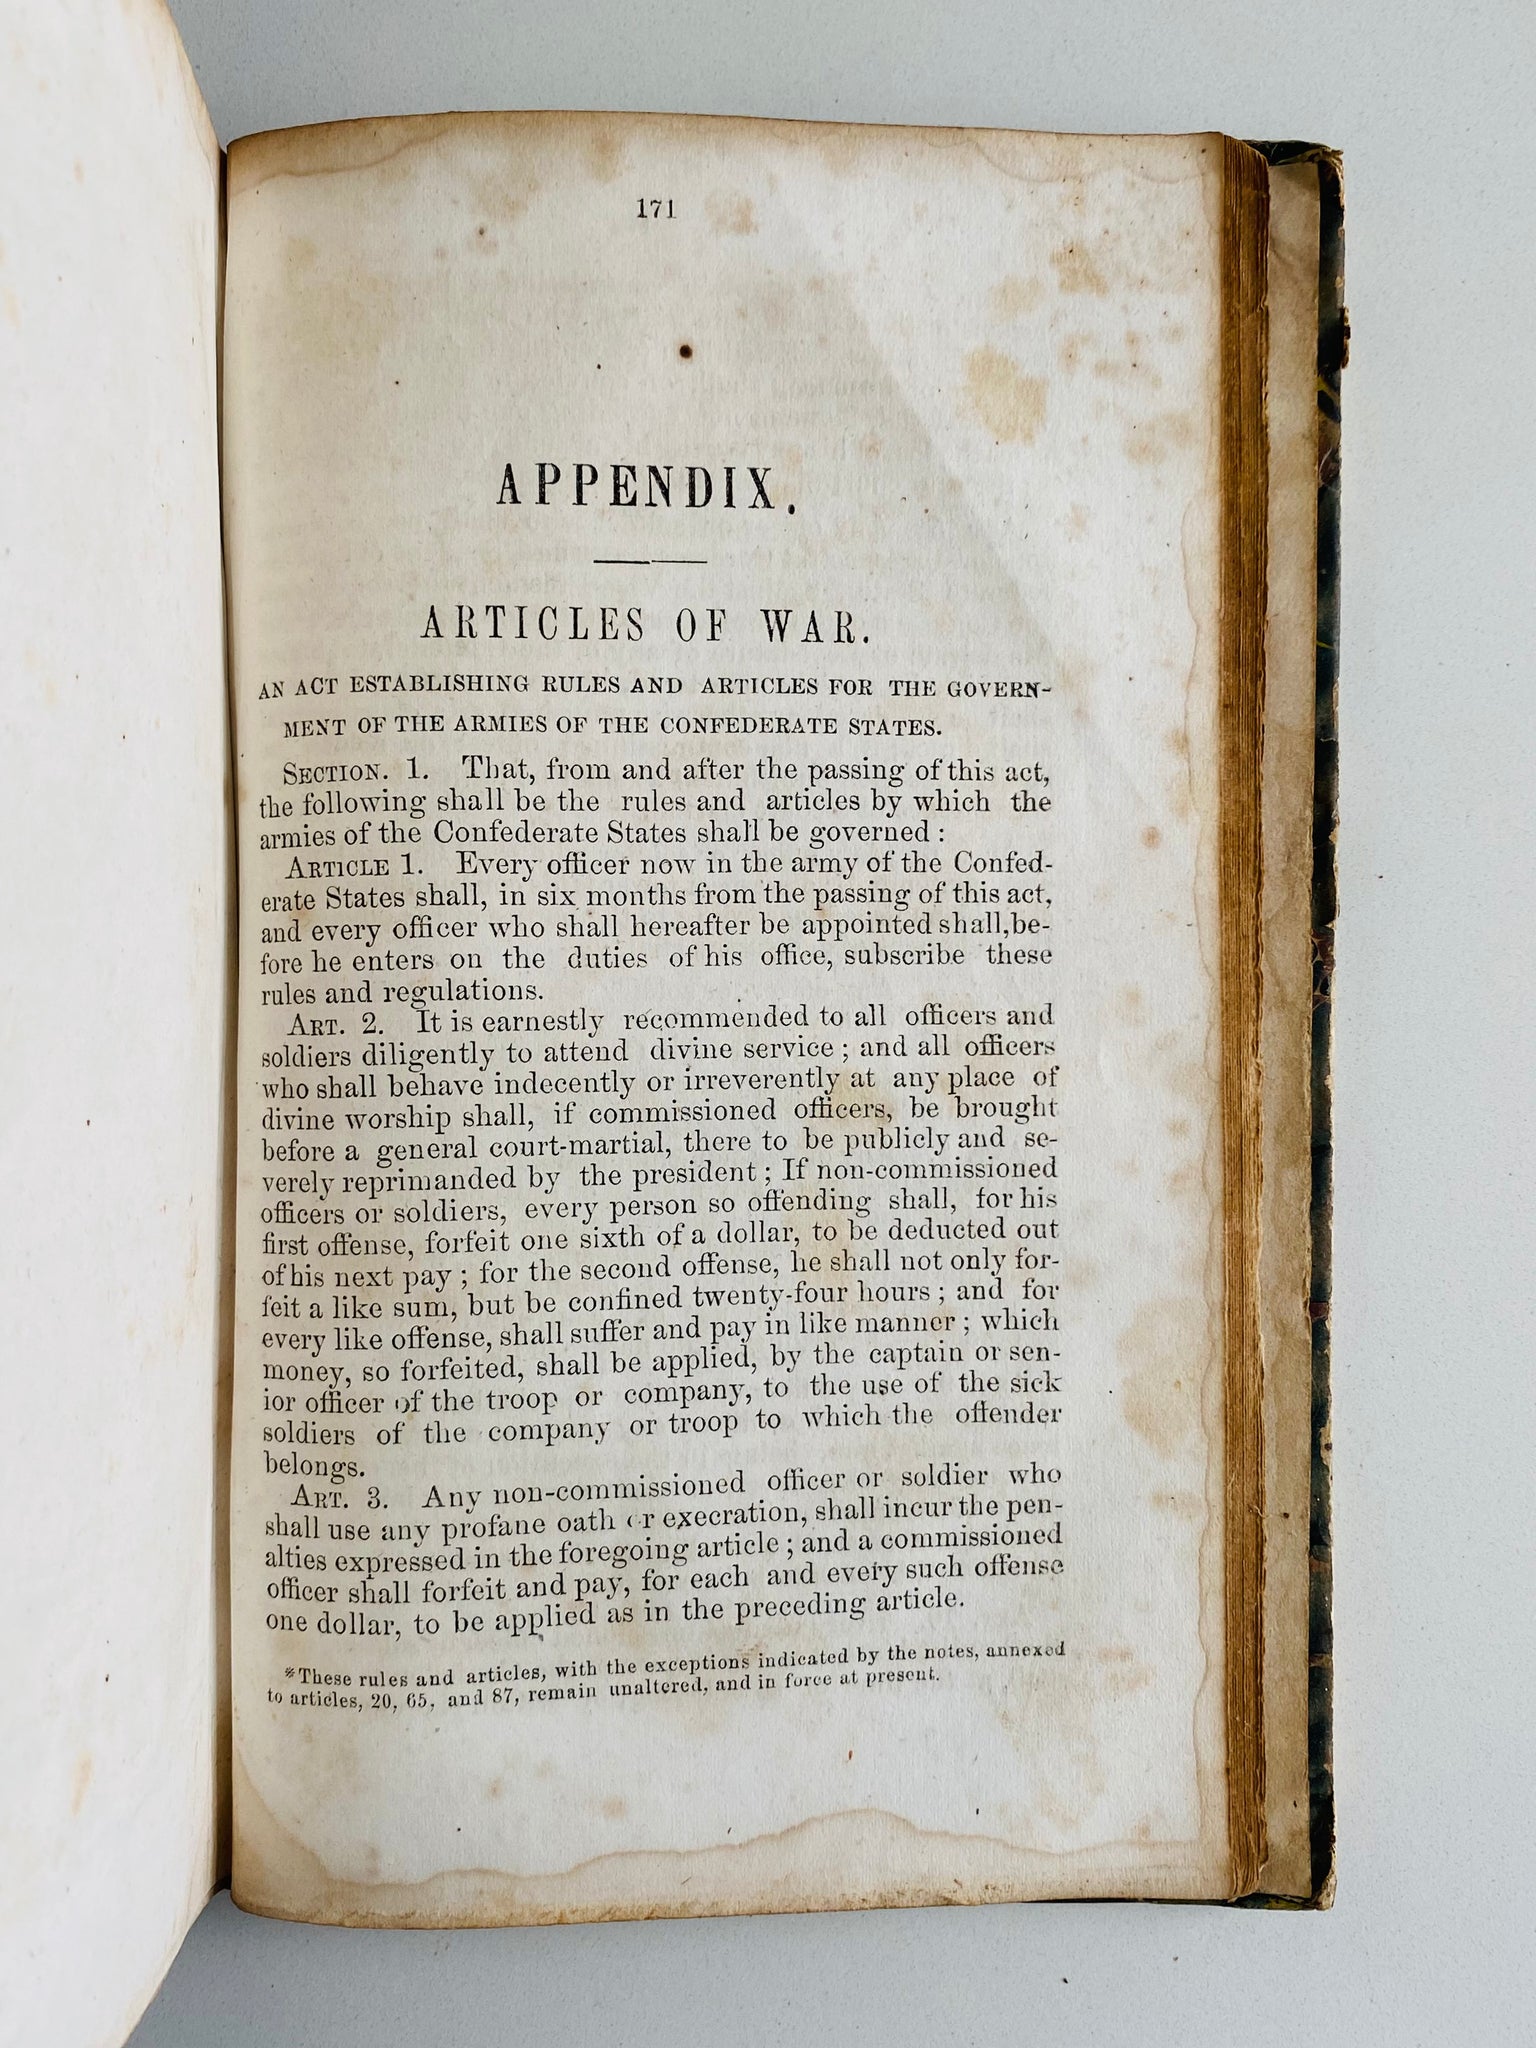 171
APPENDIX.
ARTICLES OF WAR.
AN ACT ESTABLISHING RULES AND ARTICLES FOR THE GOVERN-
MENT OF THE ARMIES OF THE CONFEDERATE STATES.
SECTION. 1. That, from and after the passing of this act,
the following shall be the rules and articles by which the
armies of the Confederate States shall be governed :
ARTICLE 1. Every officer now in the army of the Confed-
erate States shall, in six months from the passing of this act,
and every officer who shall hereafter be appointed shall,be-
fore he enters on the duties of his office, subscribe these
rules and regulations.
ART. 2. It is earnestly recommended to all officers and
soldiers diligently to attend divine service ; and all officers
who shall behave indecently or irreverently at any place of
divine worship shall, if commissioned officers, be brought
before a general court-martial, there to be publicly and se-
verely reprimanded by the president ; If non-commissioned
officers or soldiers, every person so offending shall, for his
first offense, forfeit one sixth of a dollar, to be deducted out
of his next pay ; for the second offense, he shall not only for-
feit a like sum, but be confined twenty-four hours ; and for
every like offense, shall suffer and pay in like manner ; which
money, so forfeited, shall be applied, by the captain or sen-
ior officer of the troop or company, to the use of the sick
soldiers of the company or troop to which the offender
belongs.
ART. 3. Any non-commissioned officer or soldier who
shall use any profane oath or execration, shall incur the pen-
alties expressed in the foregoing article ; and a commissioned
officer shall forfeit and pay, for each and every such offense
one dollar, to be applied as in the preceding article.
*These rules and articles, with the exceptions indicated by the notes, annexed
to articles, 20, 65, and 87, remain unaltered, and in force at present.